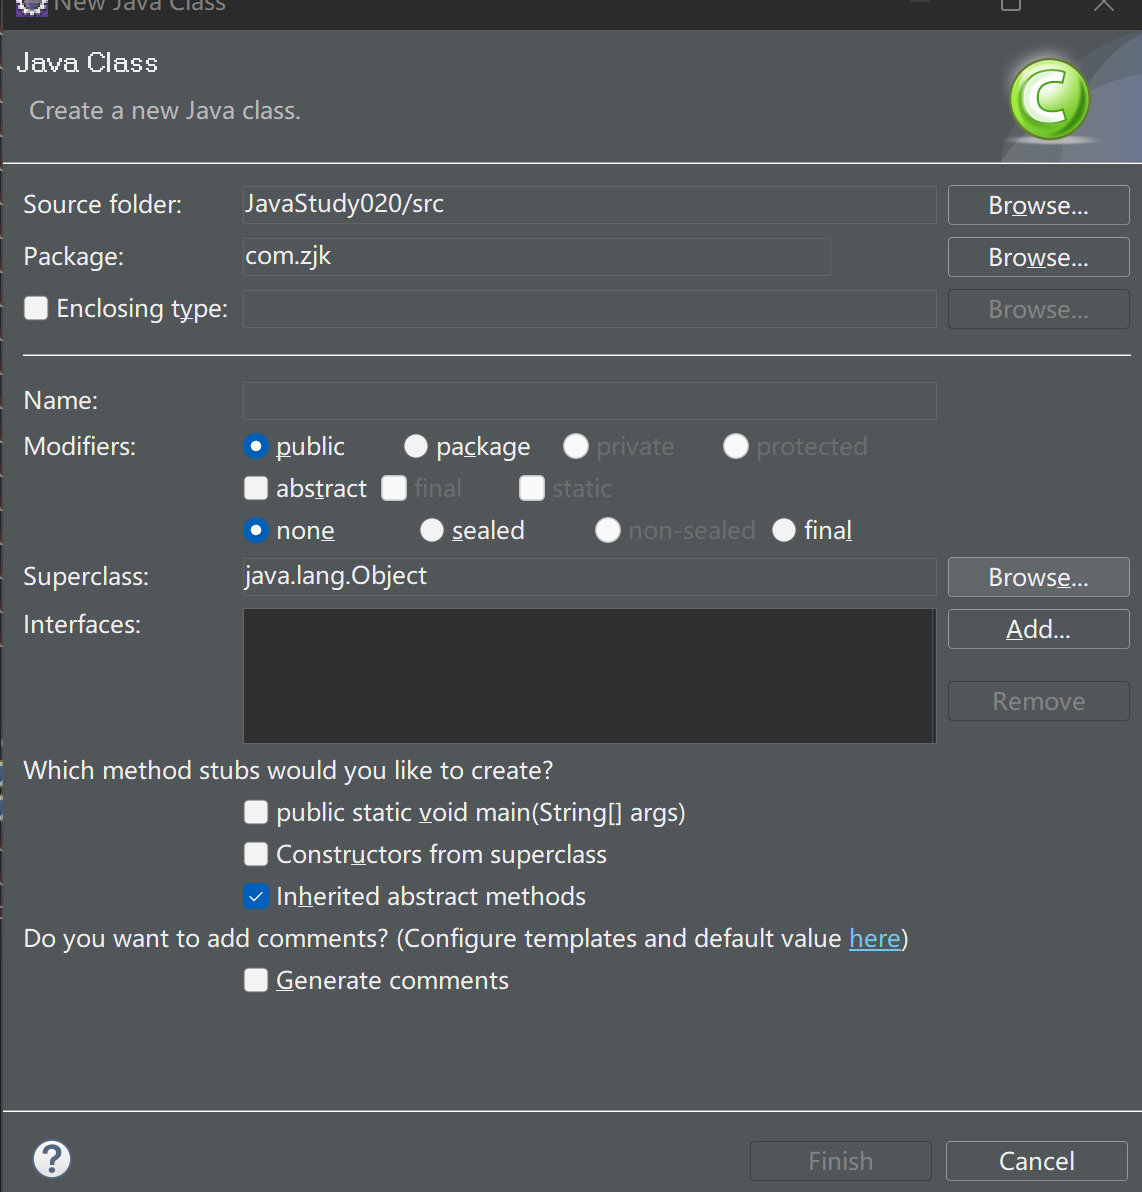 New Java Class
Java Class
Create a new Java class.
Source folder: JavaStudy020/src Browse...
Package: com.zjk Browse...
Enclosing type: Browse...
Name:
Modifiers: public package private protected
abstract final static
none sealed non-sealed final
Superclass: java.lang.Object Browse...
Interfaces: Add...
Remove
Which method stubs would you like to create?
public static void main(String[] args)
Constructors from superclass
Inherited abstract methods
Do you want to add comments? (Configure templates and default value here)
Generate comments
Finish Cancel